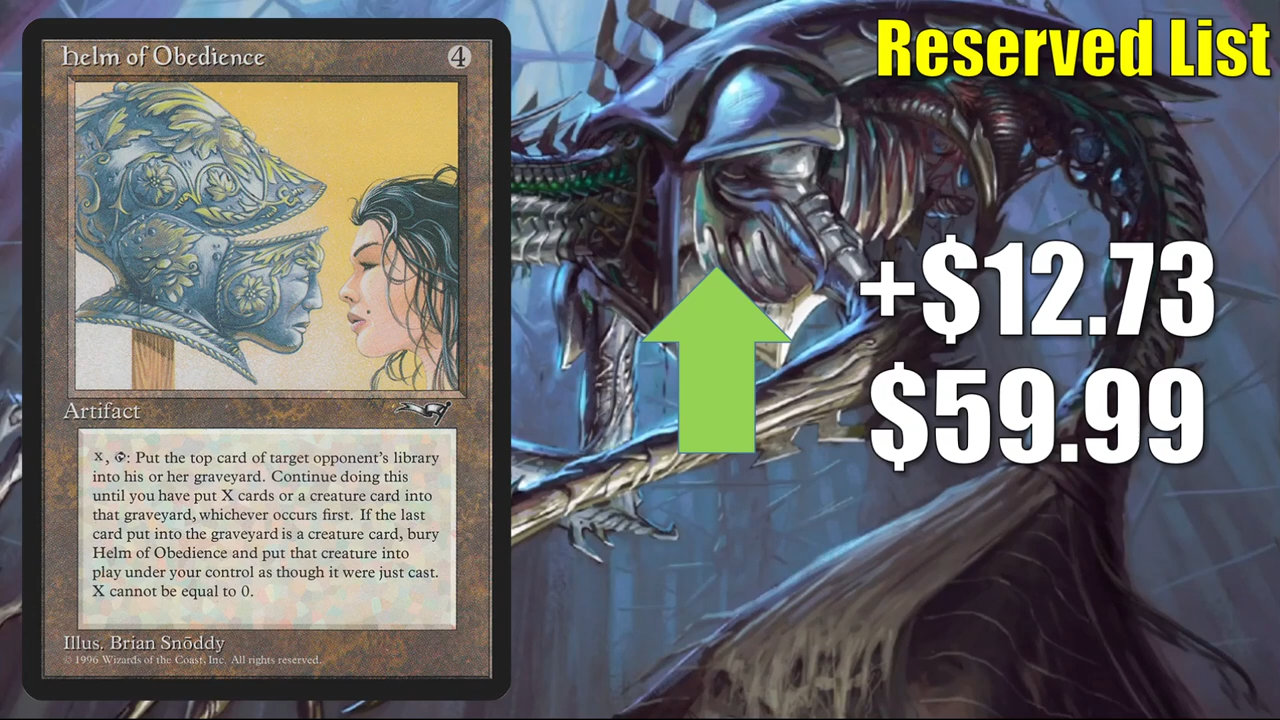 Helm of Obedience
4
Artifact
X, T: Put the top card of target opponent's library
into his or her graveyard. Continue doing this
until you have put X cards or a creature card into
that graveyard, whichever occurs first. If the last
card put into the graveyard is a creature card, bury
Helm of Obedience and put that creature into
play under your control as though it were just cast.
X cannot be equal to 0.
Illus. Brian Snōddy
© 1996 Wizards of the Coast, Inc. All rights reserved.
Reserved List
+$12.73
$59.99